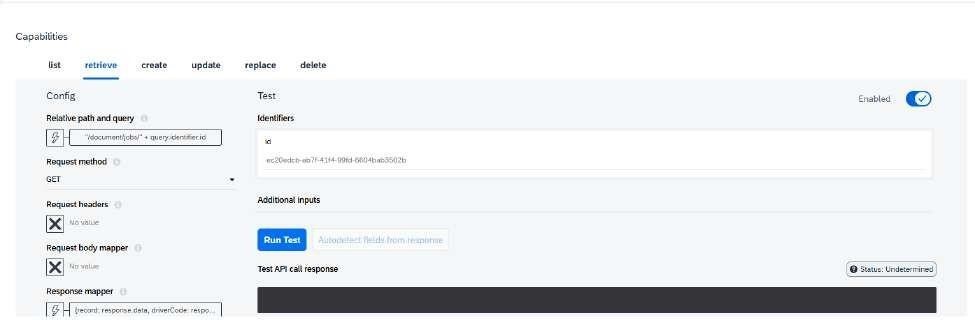 Capabilities
list retrieve create update replace delete
Config
Relative path and query
"/document/jobs/" + query.identifier.id
Request method
GET
Request headers
No value
Request body mapper
No value
Response mapper
{record: response.data, driverCode: respo...
Test
Enabled
Identifiers
id
ec20edcb-ab7f-41f4-99fd-6604bab3502b
Additional inputs
Run Test
Autodetect fields from response
Test API call response
Status: Undetermined